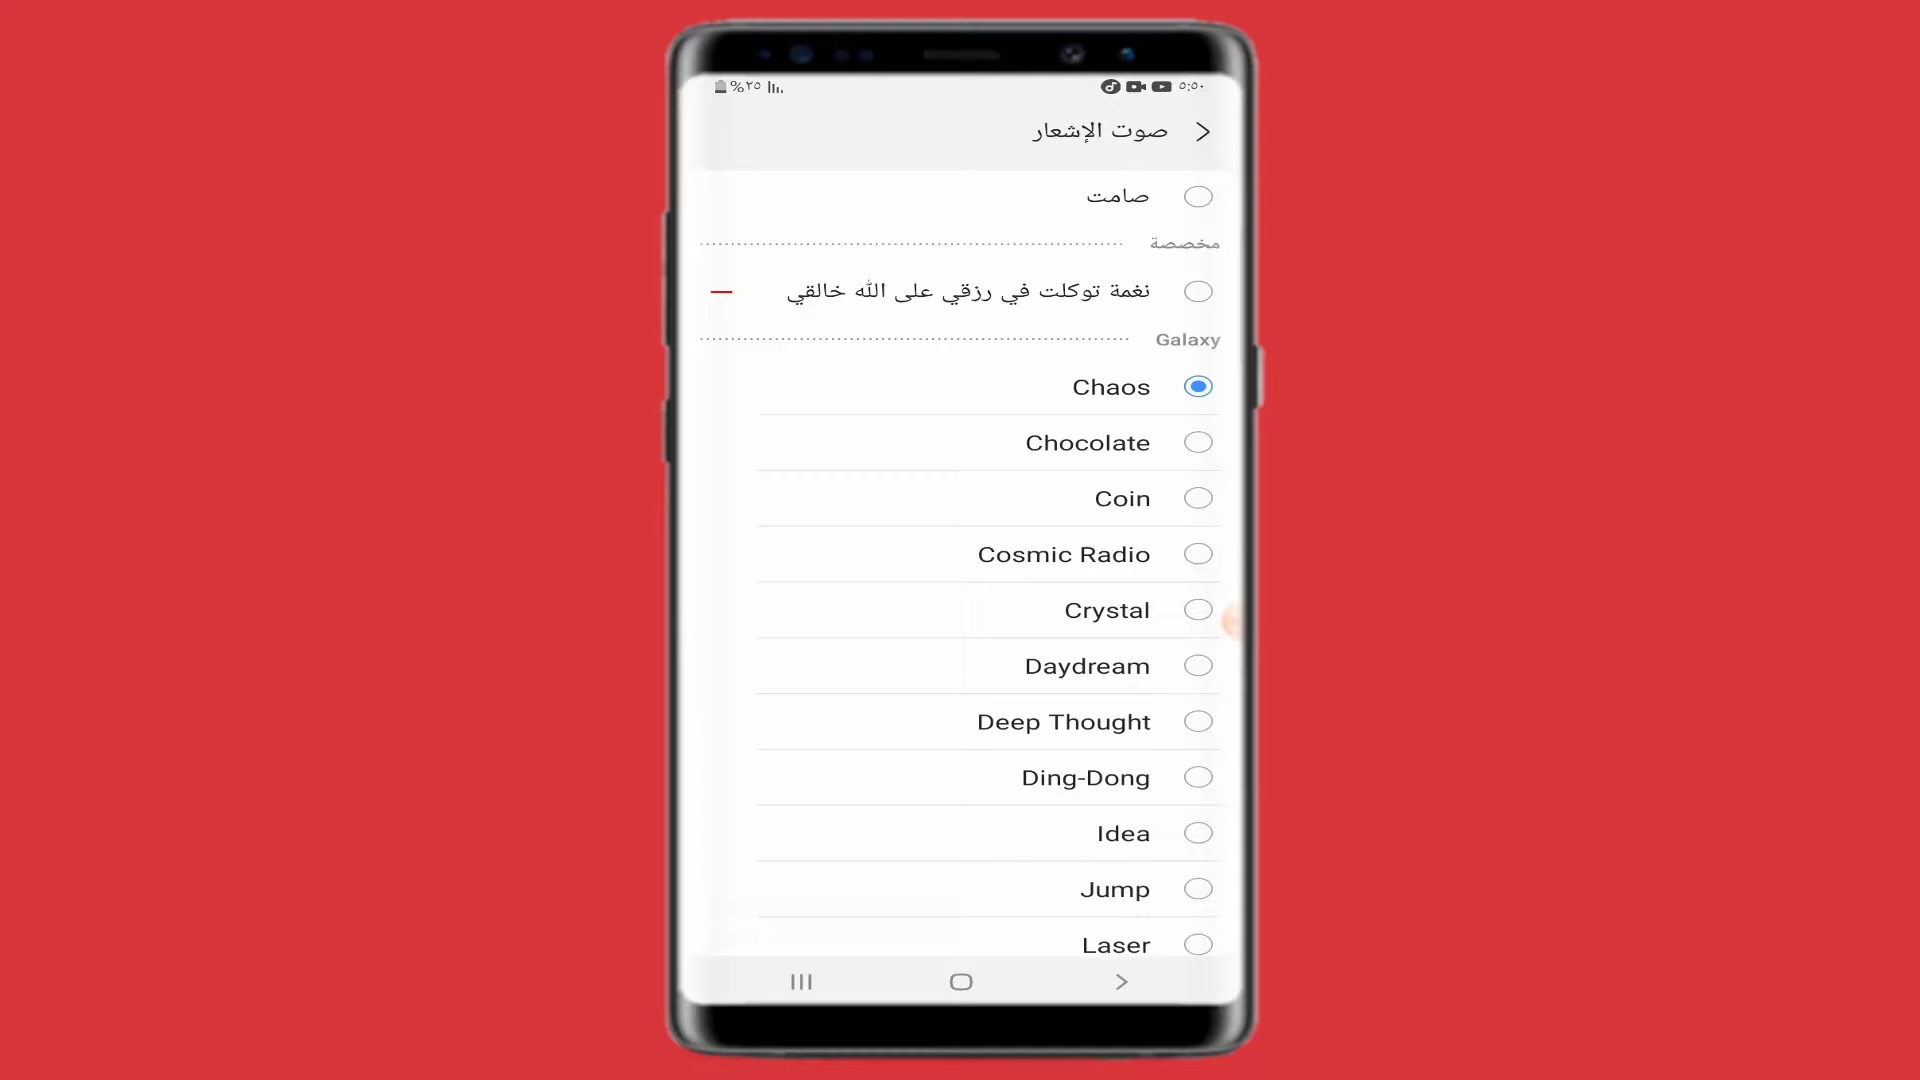 ٥:٥٠ %٢٥
صوت الإشعار
صامت
مخصصة
نغمة توكلت في رزقي على الله خالقي
Galaxy
Chaos
Chocolate
Coin
Cosmic Radio
Crystal
Daydream
Deep Thought
Ding-Dong
Idea
Jump
Laser